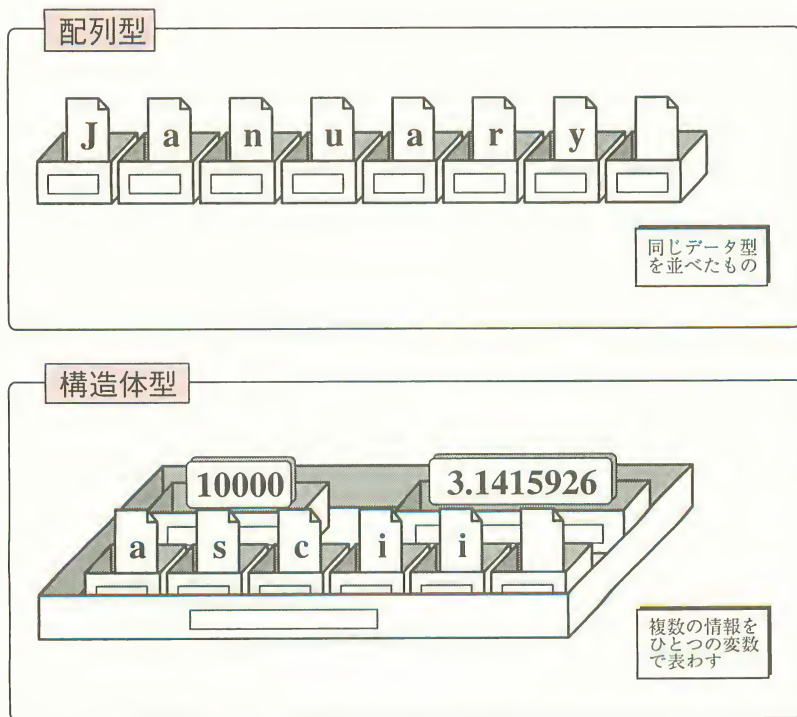 配列型
J a n u a r y
同じデータ型
を並べたもの
構造体型
10000
3.1415926
a s c i i
複数の情報を
ひとつの変数
で表わす